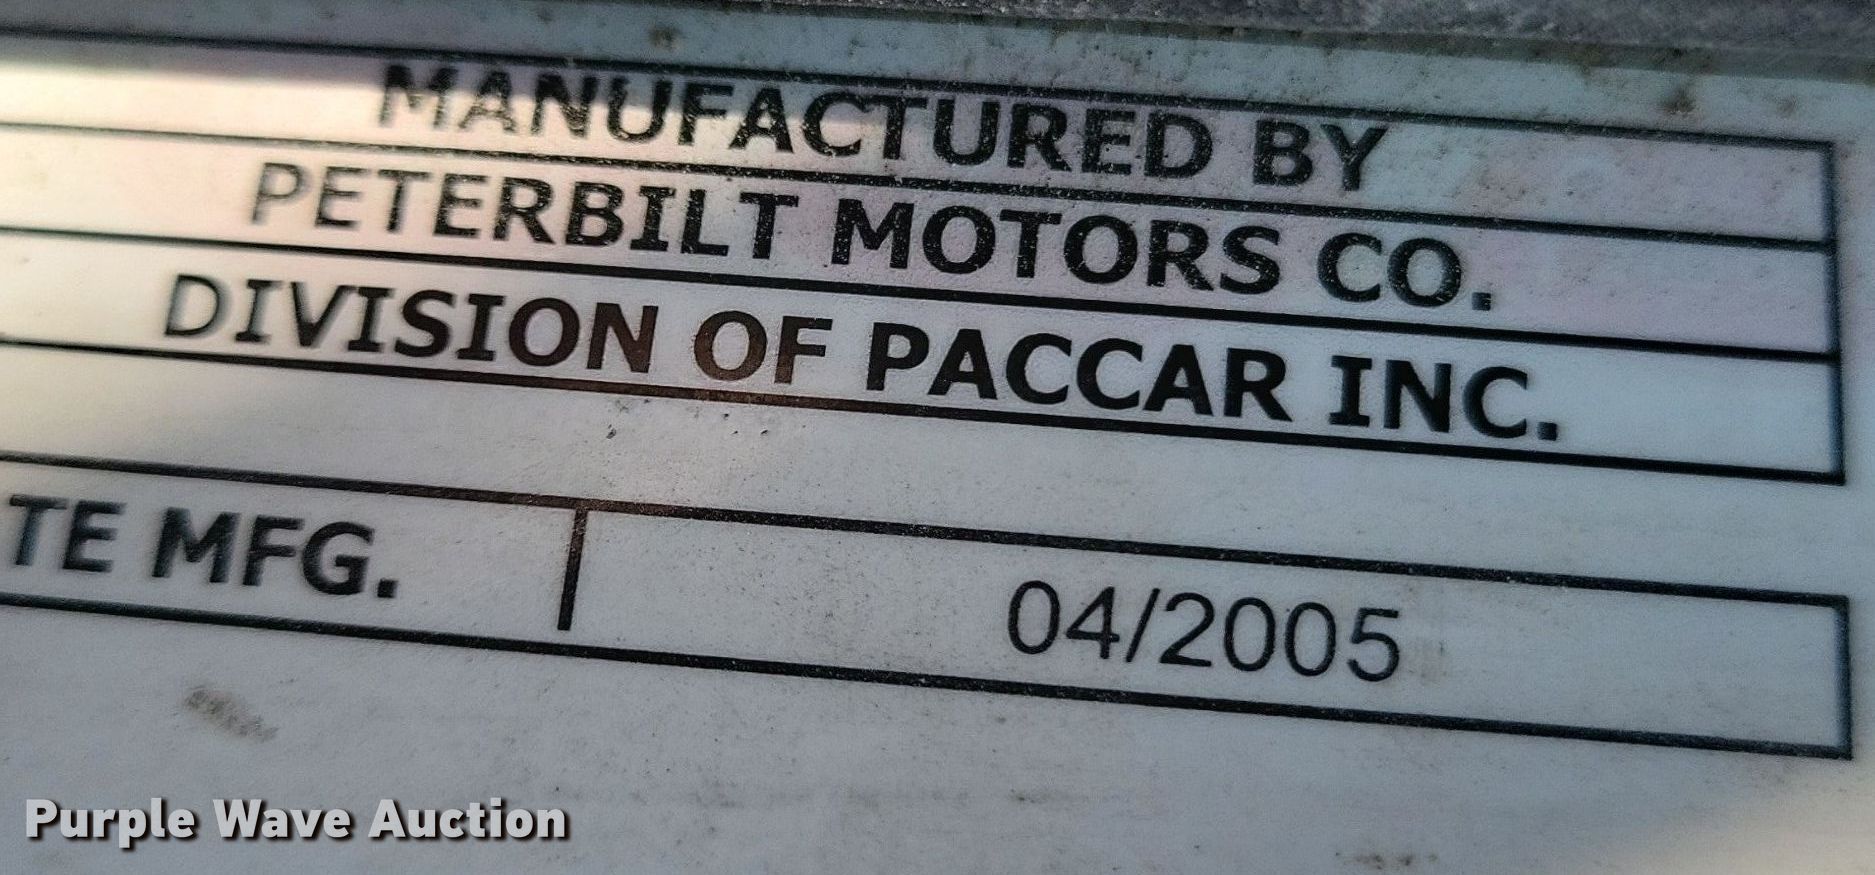 MANUFACTURED BY
PETERBILT MOTORS CO.
DIVISION OF PACCAR INC.
TE MFG. 04/2005
Purple Wave Auction